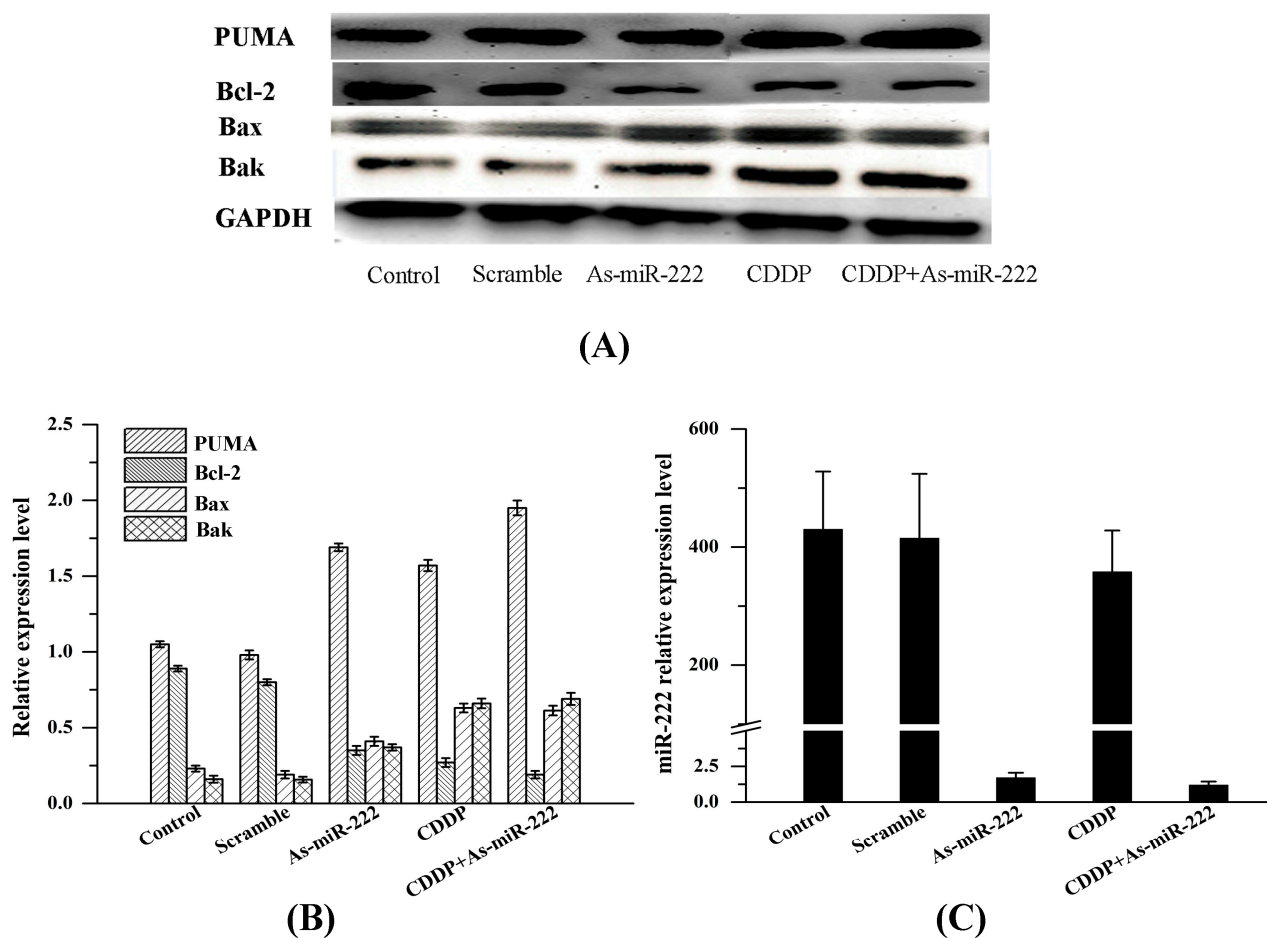 PUMA
Bcl-2
Bax
Bak
GAPDH
Control Scramble As-miR-222 CDDP CDDP+As-miR-222
(A)
Relative expression level
2.5
2.0
1.5
1.0
0.5
0.0
PUMA
Bcl-2
Bax
Bak
Control
Scramble
As-miR-222
CDDP
CDDP+As-miR-222
(B)
miR-222 relative expression level
600
400
200
2.5
0.0
Control
Scramble
As-miR-222
CDDP
CDDP+As-miR-222
(C)